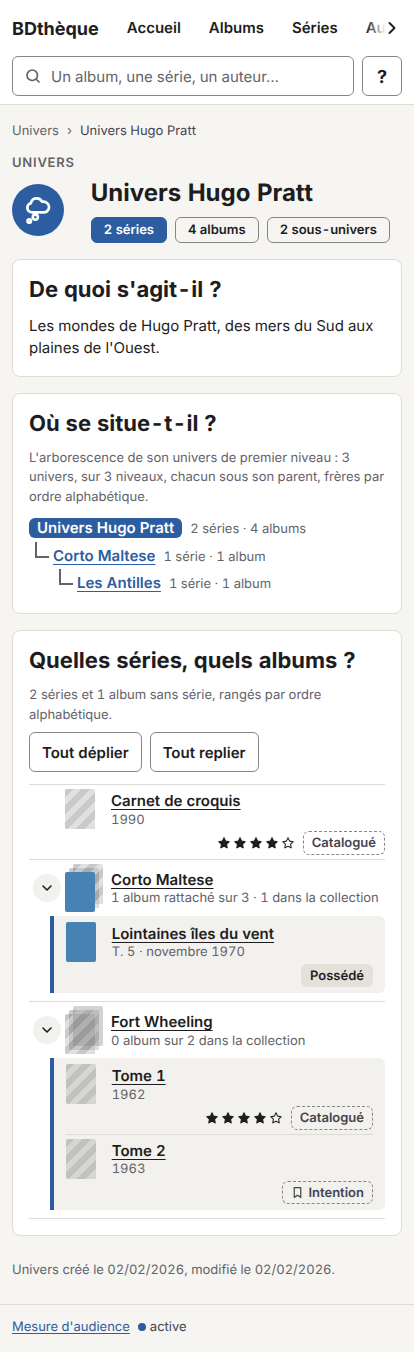 BDthèque Accueil Albums Séries
Un album, une série, un auteur... ?
Univers › Univers Hugo Pratt
UNIVERS
Univers Hugo Pratt
2 séries 4 albums 2 sous-univers
De quoi s'agit-il ?
Les mondes de Hugo Pratt, des mers du Sud aux
plaines de l'Ouest.
Où se situe-t-il ?
L'arborescence de son univers de premier niveau : 3
univers, sur 3 niveaux, chacun sous son parent, frères par
ordre alphabétique.
Univers Hugo Pratt 2 séries · 4 albums
Corto Maltese 1 série · 1 album
Les Antilles 1 série · 1 album
Quelles séries, quels albums ?
2 séries et 1 album sans série, rangés par ordre
alphabétique.
Tout déplier Tout replier
Carnet de croquis
1990
Catalogué
Corto Maltese
1 album rattaché sur 3 · 1 dans la collection
Lointaines îles du vent
T. 5 · novembre 1970
Possédé
Fort Wheeling
0 album sur 2 dans la collection
Tome 1
1962
Catalogué
Tome 2
1963
Intention
Univers créé le 02/02/2026, modifié le 02/02/2026.
Mesure d'audience active